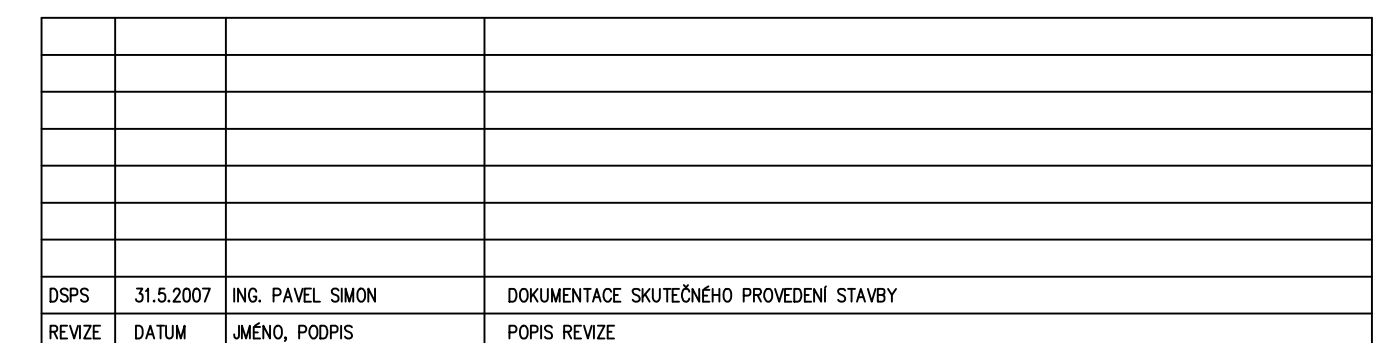 DSPS 31.5.2007 ING. PAVEL SIMON DOKUMENTACE SKUTEČNÉHO PROVEDENÍ STAVBY
REVIZE DATUM JMÉNO, PODPIS POPIS REVIZE